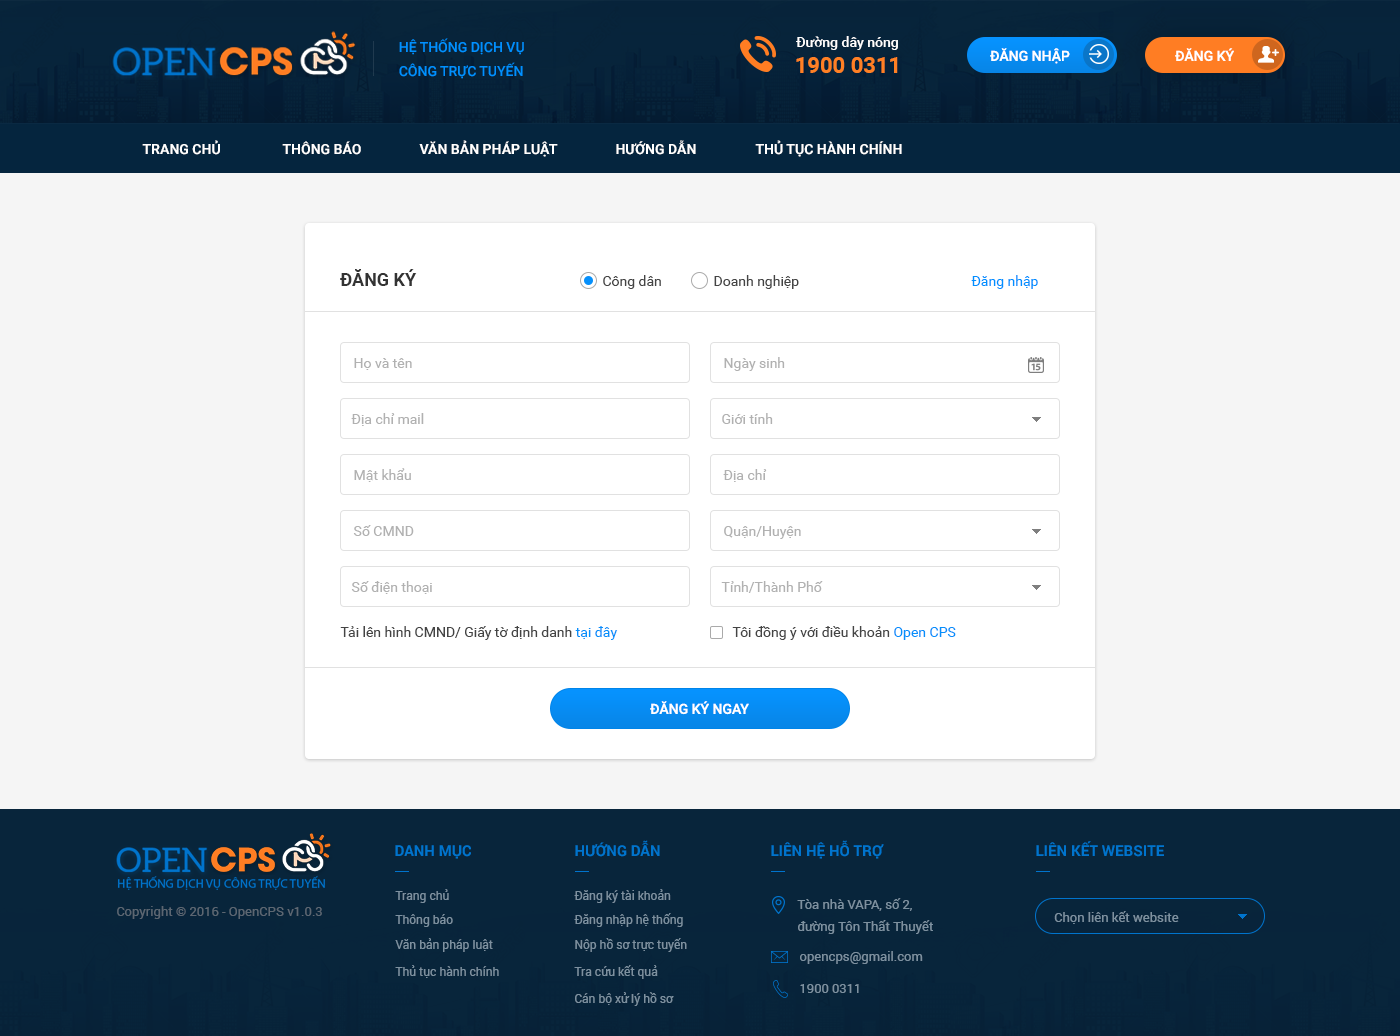 OPEN CPS
HỆ THỐNG DỊCH VỤ
CÔNG TRỰC TUYẾN
Đường dây nóng
1900 0311
ĐĂNG NHẬP
ĐĂNG KÝ
TRANG CHỦ
THÔNG BÁO
VĂN BẢN PHÁP LUẬT
HƯỚNG DẪN
THỦ TỤC HÀNH CHÍNH
ĐĂNG KÝ
Công dân
Doanh nghiệp
Đăng nhập
Họ và tên
Ngày sinh
15
Địa chỉ mail
Giới tính
Mật khẩu
Địa chỉ
Số CMND
Quận/Huyện
Số điện thoại
Tỉnh/Thành Phố
Tải lên hình CMND/ Giấy tờ định danh tại đây
Tôi đồng ý với điều khoản Open CPS
ĐĂNG KÝ NGAY
OPEN CPS
HỆ THỐNG DỊCH VỤ CÔNG TRỰC TUYẾN
Copyright © 2016 - OpenCPS v1.0.3
DANH MỤC
Trang chủ
Thông báo
Văn bản pháp luật
Thủ tục hành chính
HƯỚNG DẪN
Đăng ký tài khoản
Đăng nhập hệ thống
Nộp hồ sơ trực tuyến
Tra cứu kết quả
Cán bộ xử lý hồ sơ
LIÊN HỆ HỖ TRỢ
Tòa nhà VAPA, số 2,
đường Tôn Thất Thuyết
opencps@gmail.com
1900 0311
LIÊN KẾT WEBSITE
Chọn liên kết website